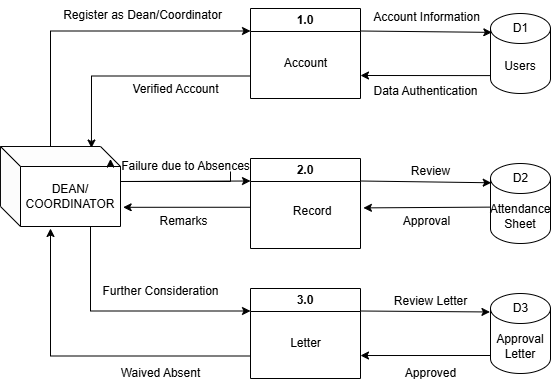 Register as Dean/Coordinator
1.0
Account Information
D1
Account
Users
Verified Account
Data Authentication
Failure due to Absences
2.0
Review
D2
DEAN/
COORDINATOR
Record
Attendance
Sheet
Remarks
Approval
Further Consideration
3.0
Review Letter
D3
Letter
Approval
Letter
Waived Absent
Approved